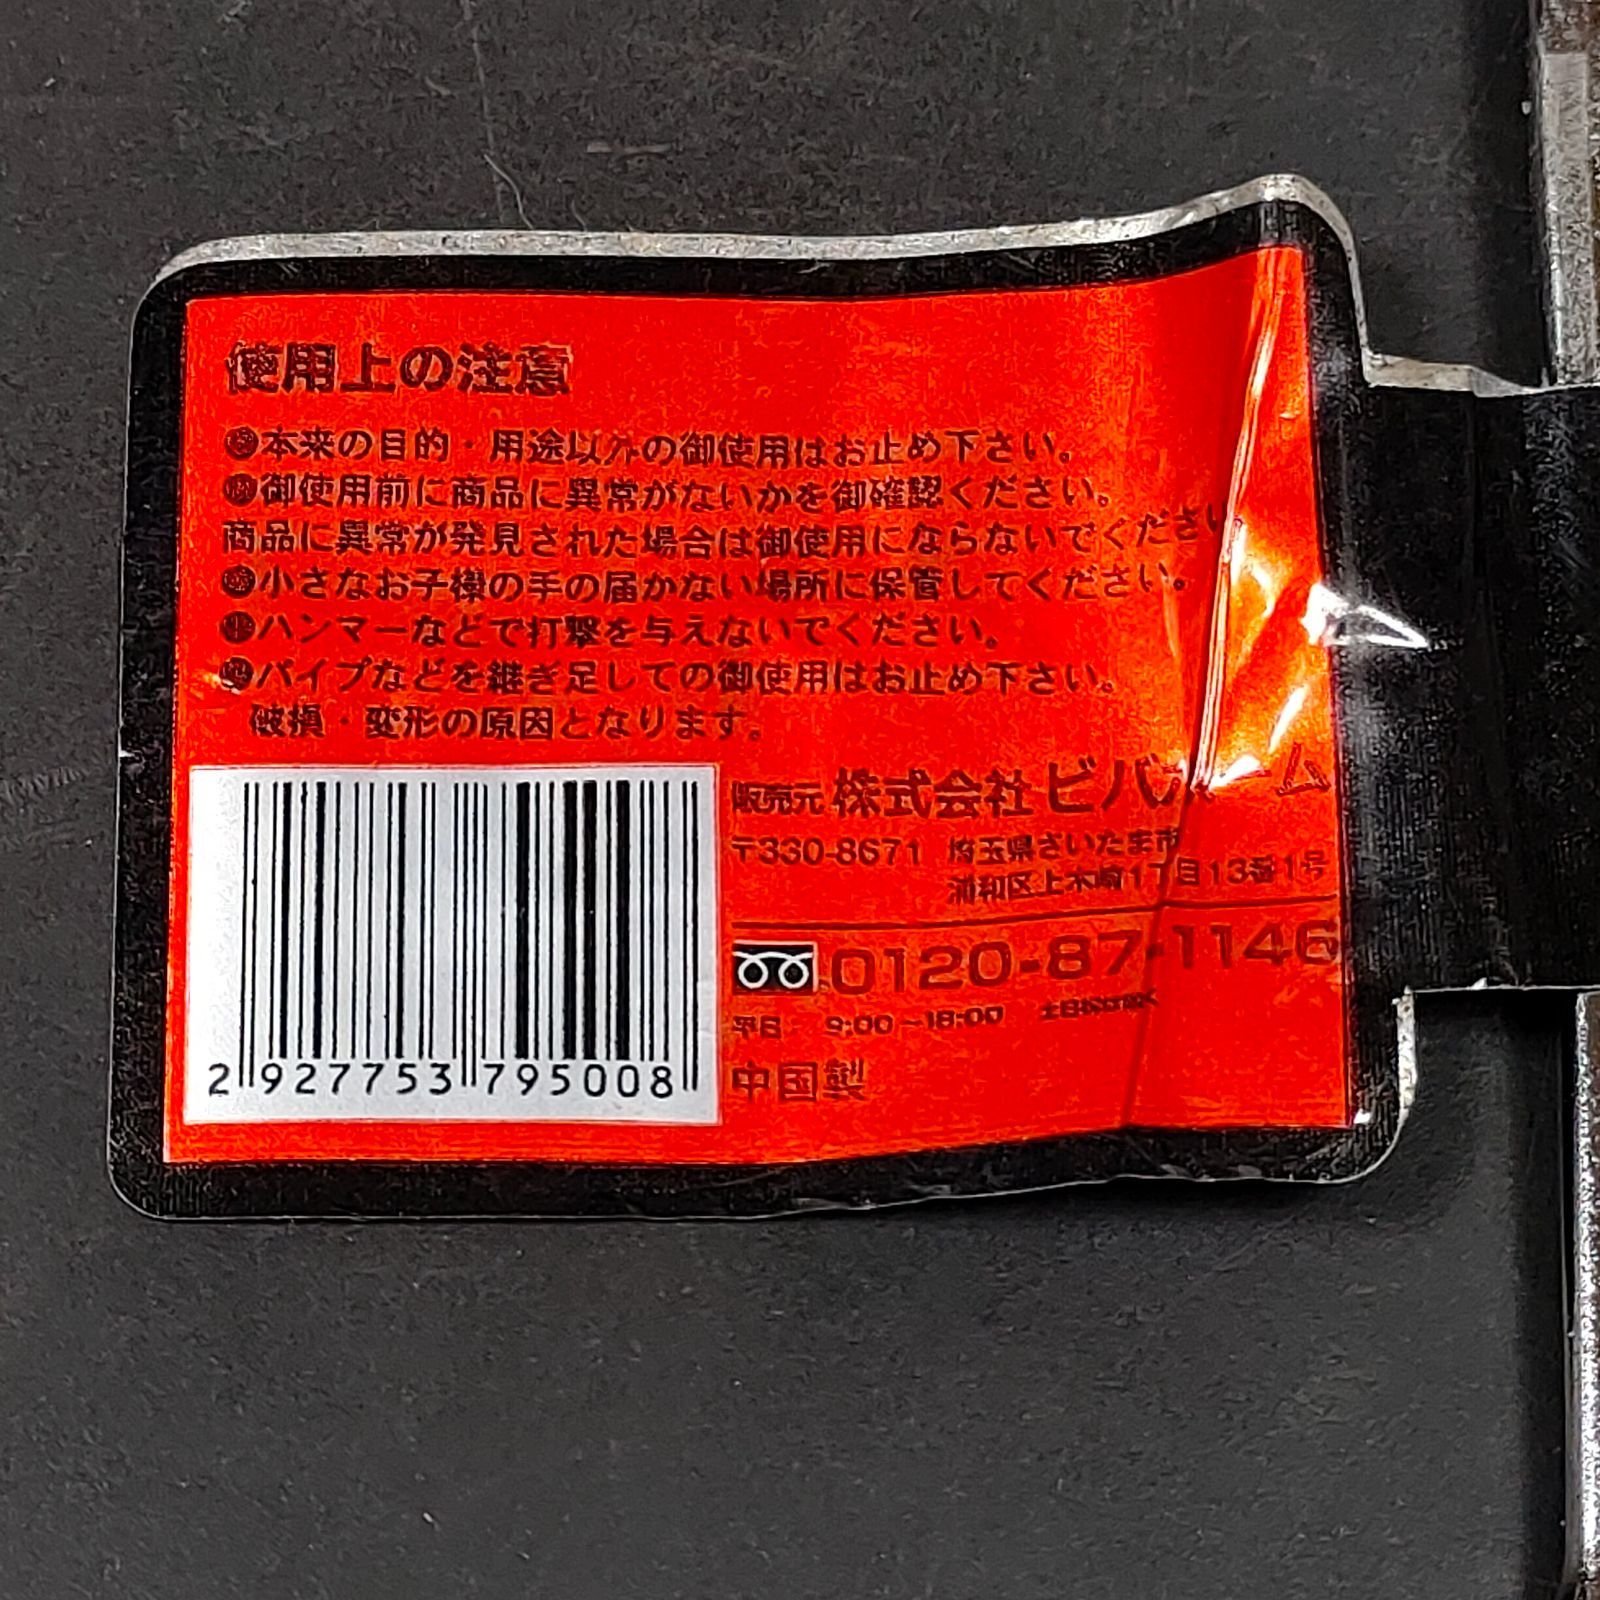 使用上の注意
●本来の目的・用途以外の御使用はお止め下さい。
●御使用前に商品に異常がないかを御確認ください。
商品に異常が発見された場合は御使用にならないでください
●小さなお子様の手の届かない場所に保管してください。
●ハンマーなどで打撃を与えないでください。
●パイプなどを継ぎ足しての御使用はお止め下さい。
破損・変形の原因となります。
販売元 株式会社 ビバホーム
〒330-8671 埼玉県さいたま市
浦和区上木崎1丁目13番1号
0120-87-1146
平日 9:00~18:00 土日祝日除く
中国製
2 927753 795008